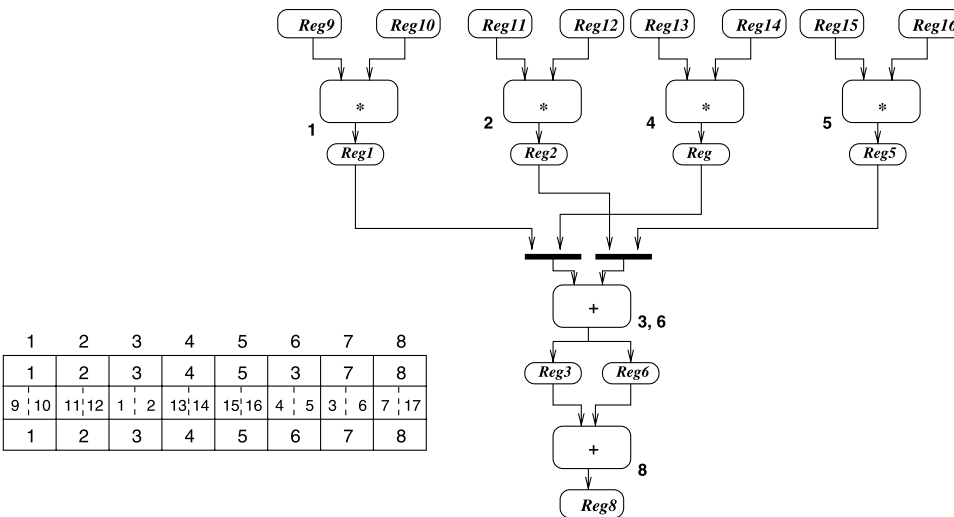 Reg9 Reg10 Reg11 Reg12 Reg13 Reg14 Reg15 Reg16
* * * *
1 2 4 5
Reg1 Reg2 Reg Reg5
+
3, 6
Reg3 Reg6
+
8
Reg8
1 2 3 4 5 6 7 8
1 2 3 4 5 3 7 8
9 10 11 12 1 2 13 14 15 16 4 5 3 6 7 17
1 2 3 4 5 6 7 8